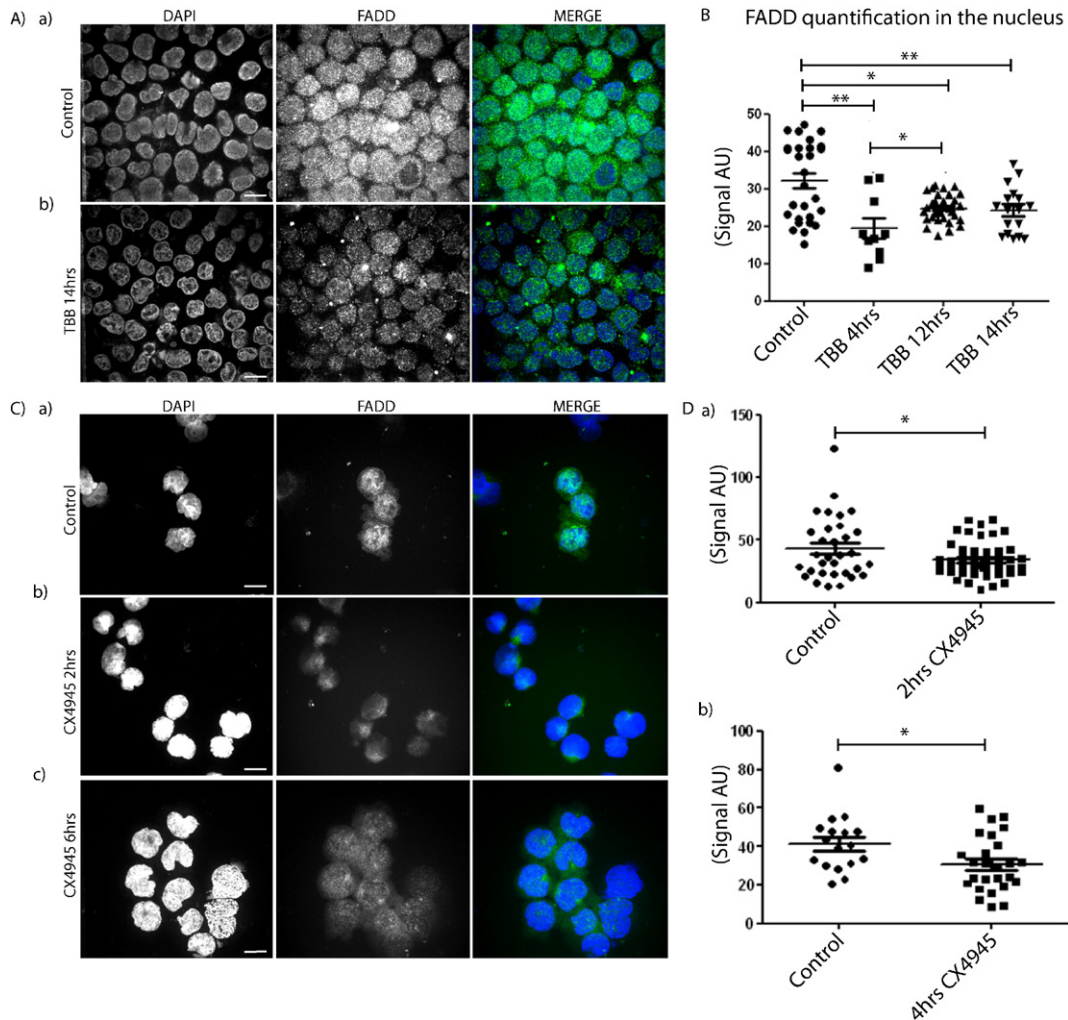 A) a)
DAPI
FADD
MERGE
Control
b)
TBB 14hrs
B FADD quantification in the nucleus
**
*
**
*
(Signal AU)
50
40
30
20
10
0
Control
TBB 4hrs
TBB 12hrs
TBB 14hrs
C) a)
DAPI
FADD
MERGE
Control
b)
CX4945 2hrs
c)
CX4945 6hrs
D a)
*
(Signal AU)
150
100
50
0
Control
2hrs CX4945
b)
*
(Signal AU)
100
80
60
40
20
0
Control
4hrs CX4945